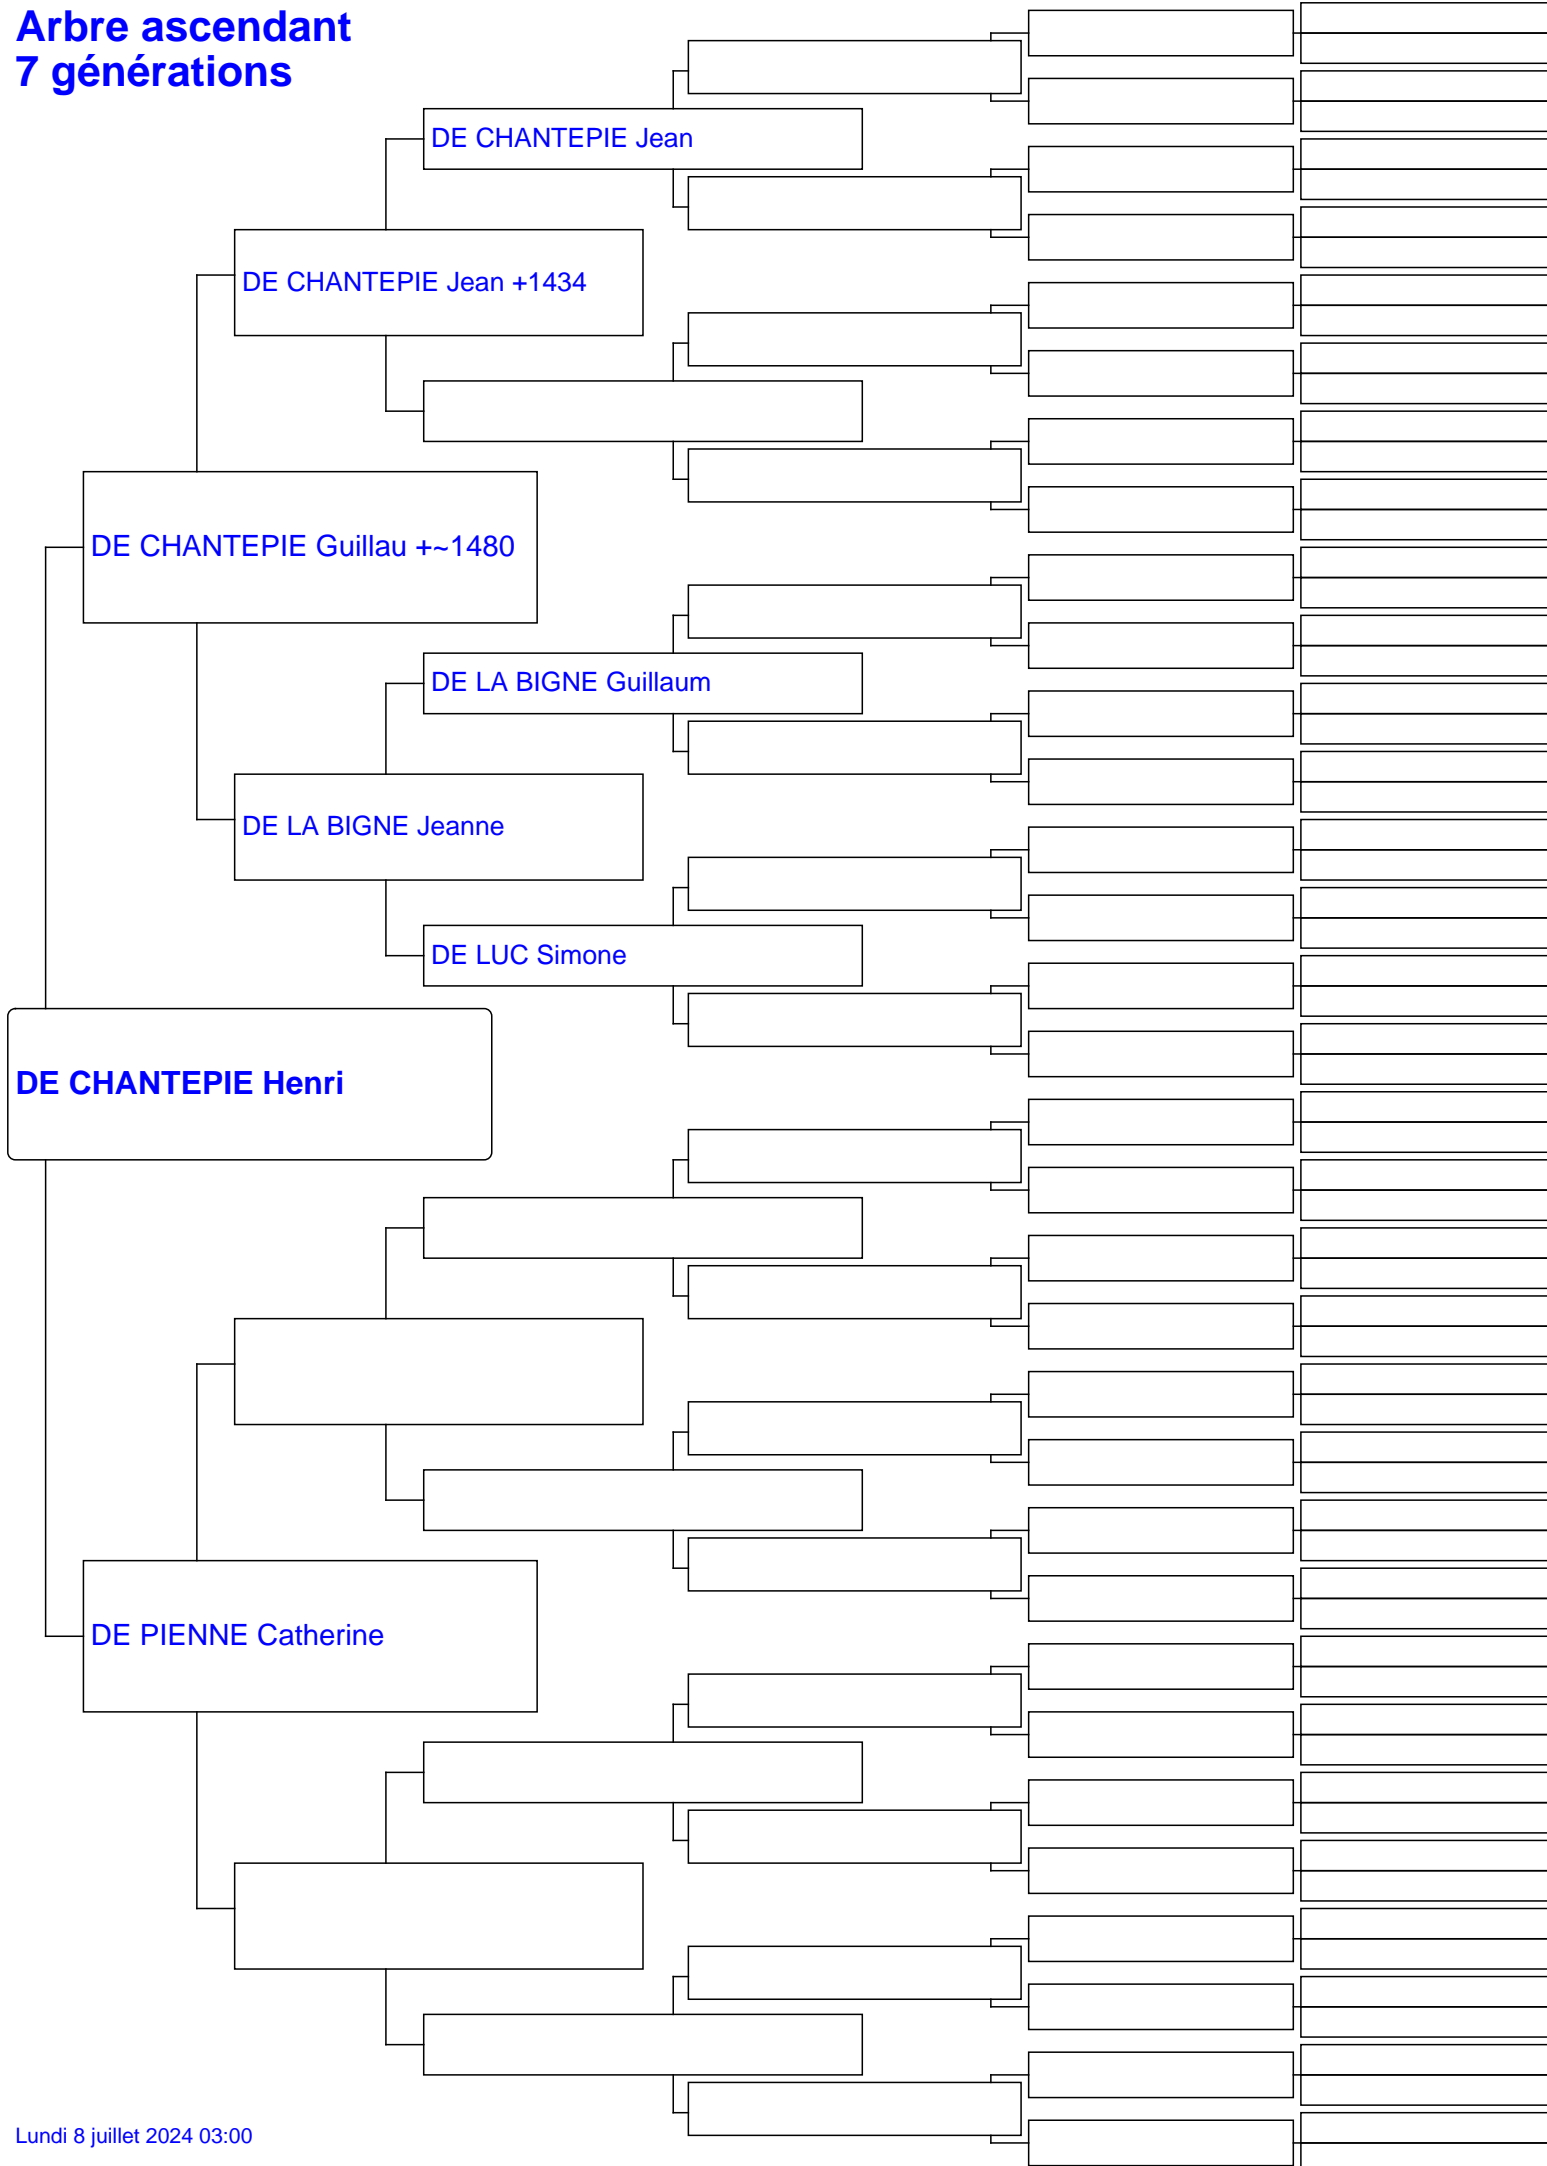 Arbre ascendant
7 générations
DE CHANTEPIE Jean
DE CHANTEPIE Jean +1434
DE CHANTEPIE Guillau +~1480
DE LA BIGNE Guillaum
DE LA BIGNE Jeanne
DE LUC Simone
DE CHANTEPIE Henri
DE PIENNE Catherine
Lundi 8 juillet 2024 03:00